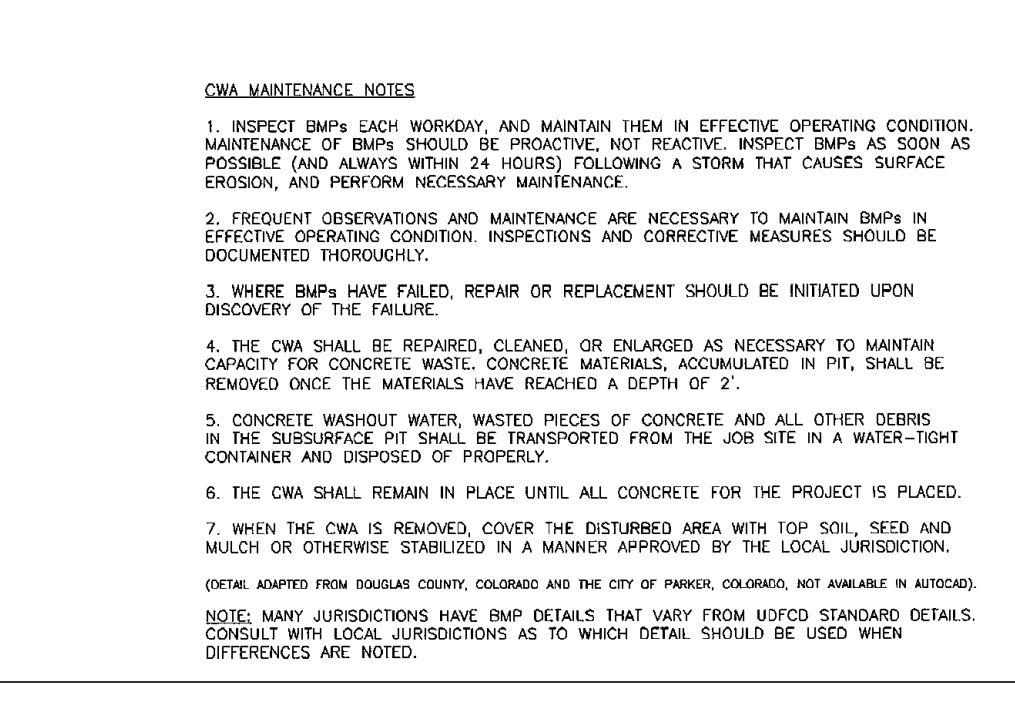 CWA MAINTENANCE NOTES
1. INSPECT BMPs EACH WORKDAY, AND MAINTAIN THEM IN EFFECTIVE OPERATING CONDITION.
MAINTENANCE OF BMPs SHOULD BE PROACTIVE, NOT REACTIVE. INSPECT BMPs AS SOON AS
POSSIBLE (AND ALWAYS WITHIN 24 HOURS) FOLLOWING A STORM THAT CAUSES SURFACE
EROSION, AND PERFORM NECESSARY MAINTENANCE.
2. FREQUENT OBSERVATIONS AND MAINTENANCE ARE NECESSARY TO MAINTAIN BMPs IN
EFFECTIVE OPERATING CONDITION. INSPECTIONS AND CORRECTIVE MEASURES SHOULD BE
DOCUMENTED THOROUGHLY.
3. WHERE BMPs HAVE FAILED, REPAIR OR REPLACEMENT SHOULD BE INITIATED UPON
DISCOVERY OF THE FAILURE.
4. THE CWA SHALL BE REPAIRED, CLEANED, OR ENLARGED AS NECESSARY TO MAINTAIN
CAPACITY FOR CONCRETE WASTE. CONCRETE MATERIALS, ACCUMULATED IN PIT, SHALL BE
REMOVED ONCE THE MATERIALS HAVE REACHED A DEPTH OF 2'.
5. CONCRETE WASHOUT WATER, WASTED PIECES OF CONCRETE AND ALL OTHER DEBRIS
IN THE SUBSURFACE PIT SHALL BE TRANSPORTED FROM THE JOB SITE IN A WATER-TIGHT
CONTAINER AND DISPOSED OF PROPERLY.
6. THE CWA SHALL REMAIN IN PLACE UNTIL ALL CONCRETE FOR THE PROJECT IS PLACED.
7. WHEN THE CWA IS REMOVED, COVER THE DISTURBED AREA WITH TOP SOIL, SEED AND
MULCH OR OTHERWISE STABILIZED IN A MANNER APPROVED BY THE LOCAL JURISDICTION.
(DETAIL ADAPTED FROM DOUGLAS COUNTY, COLORADO AND THE CITY OF PARKER, COLORADO, NOT AVAILABLE IN AUTOCAD).
NOTE: MANY JURISDICTIONS HAVE BMP DETAILS THAT VARY FROM UDFCD STANDARD DETAILS.
CONSULT WITH LOCAL JURISDICTIONS AS TO WHICH DETAIL SHOULD BE USED WHEN
DIFFERENCES ARE NOTED.